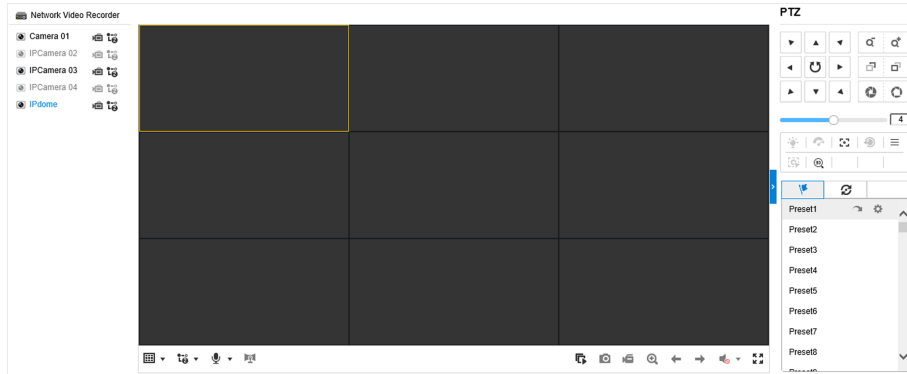 Network Video Recorder
Camera 01
IPCamera 02
IPCamera 03
IPCamera 04
IPdome
PTZ
4
3D
Preset1
Preset2
Preset3
Preset4
Preset5
Preset6
Preset7
Preset8